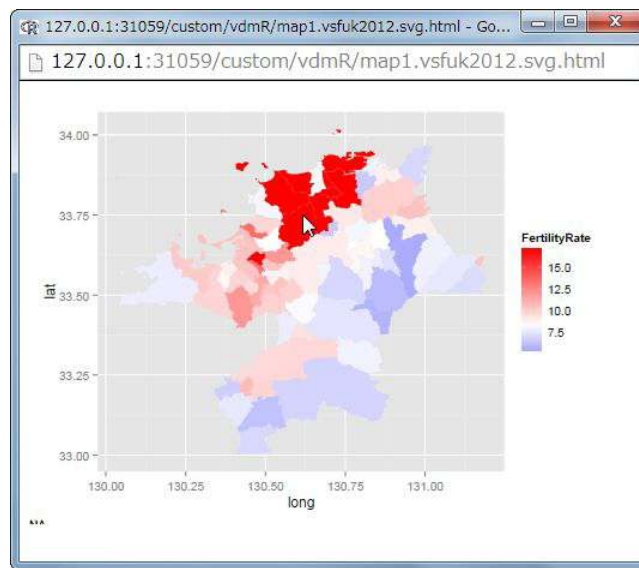 127.0.0.1:31059/custom/vdmR/map1.vsfuk2012.svg.html - Go...
127.0.0.1:31059/custom/vdmR/map1.vsfuk2012.svg.html
34.00
33.75
33.50
33.25
33.00
lat
130.00 130.25 130.50 130.75 131.00
long
FertilityRate
15.0
12.5
10.0
7.5